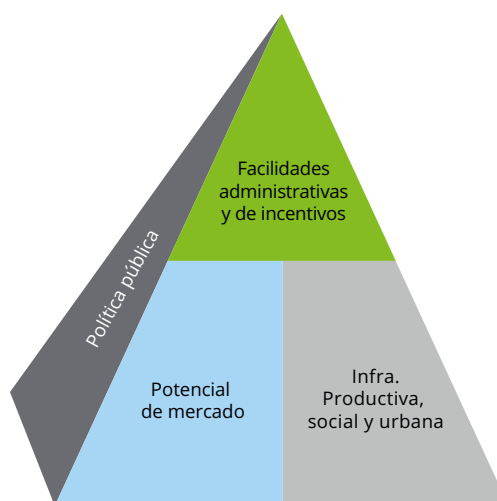 Facilidades
administrativas
y de incentivos
Política pública
Potencial
de mercado
Infra.
Productiva,
social y urbana